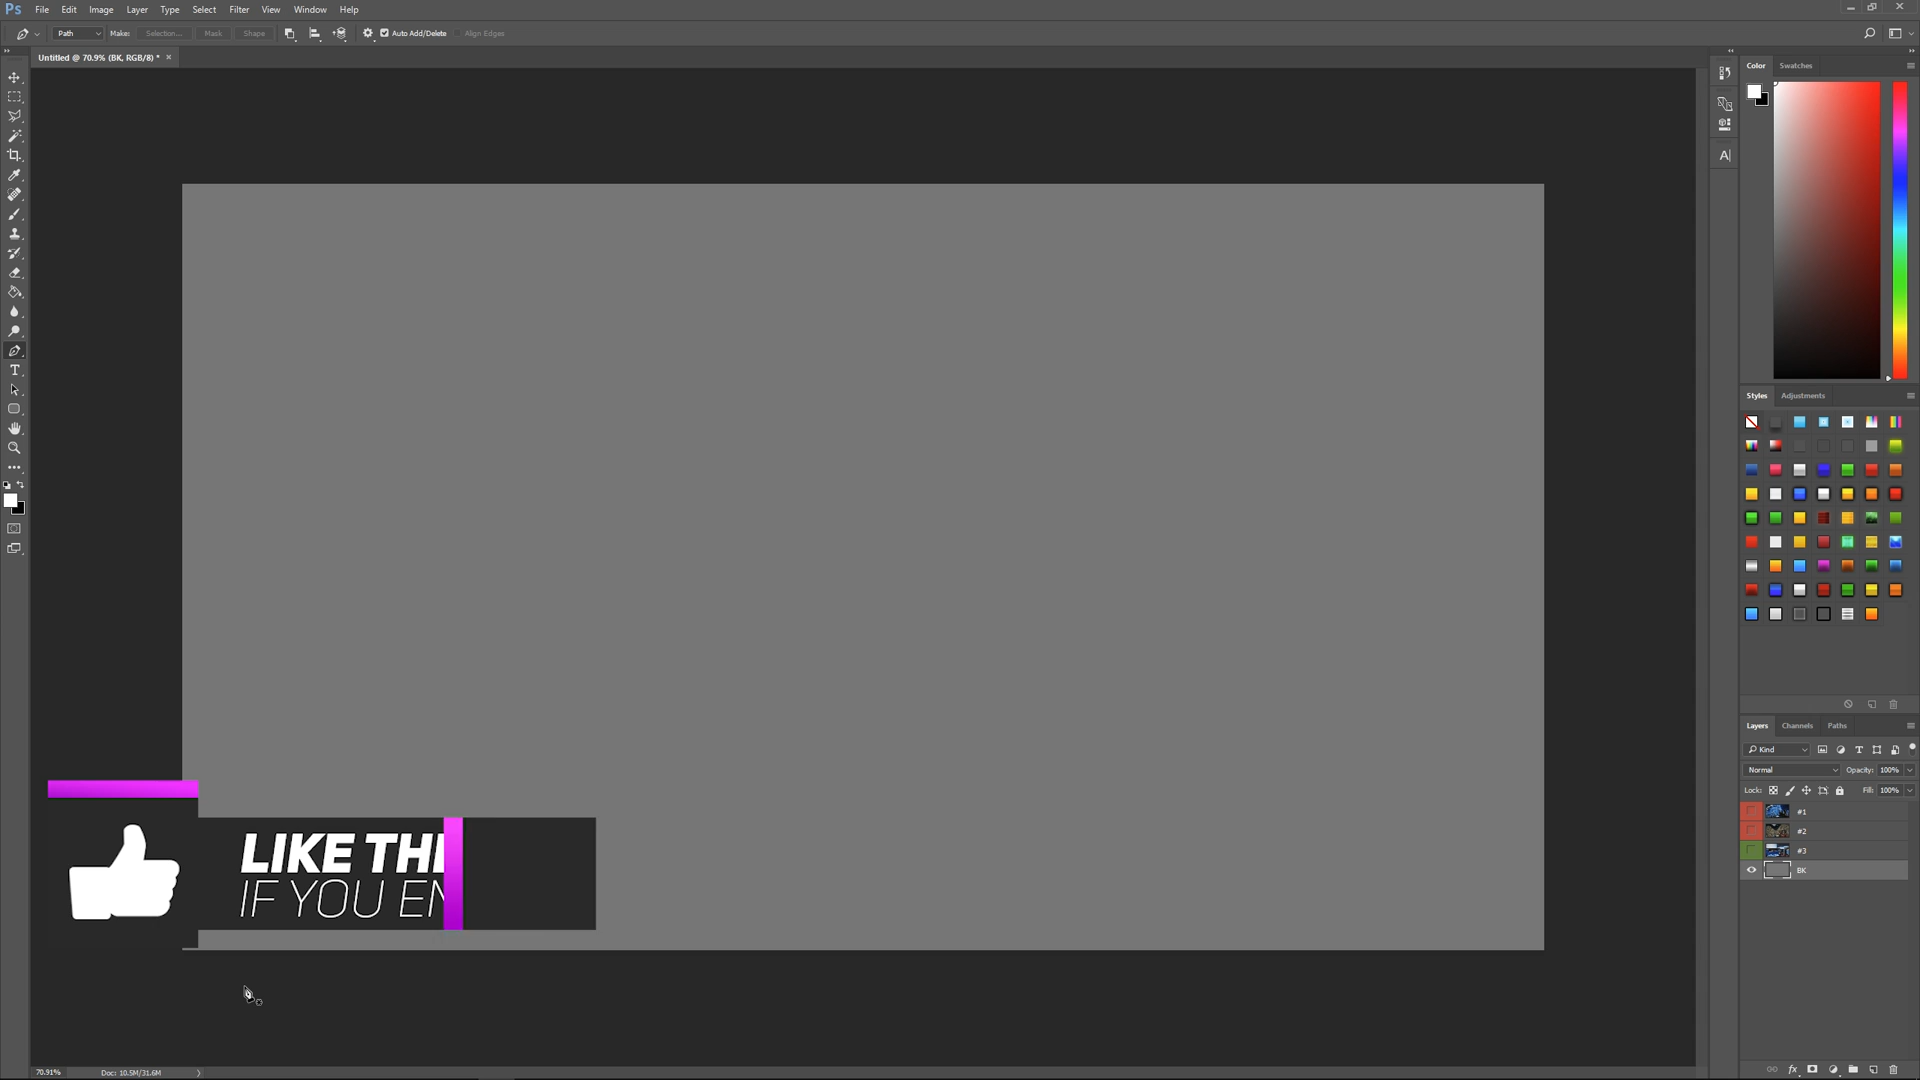 Ps File Edit Image Layer Type Select Filter View Window Help
Path Make: Selection... Mask Shape Auto Add/Delete Align Edges
Untitled @ 70.9% (BK, RGB/8) * ×
Color Swatches
Styles Adjustments
Layers Channels Paths
Kind
Normal Opacity: 100%
Lock: Fill: 100%
#1
#2
#3
BK
LIKE THI
IF YOU EN
70.91% Doc: 10.5M/31.6M